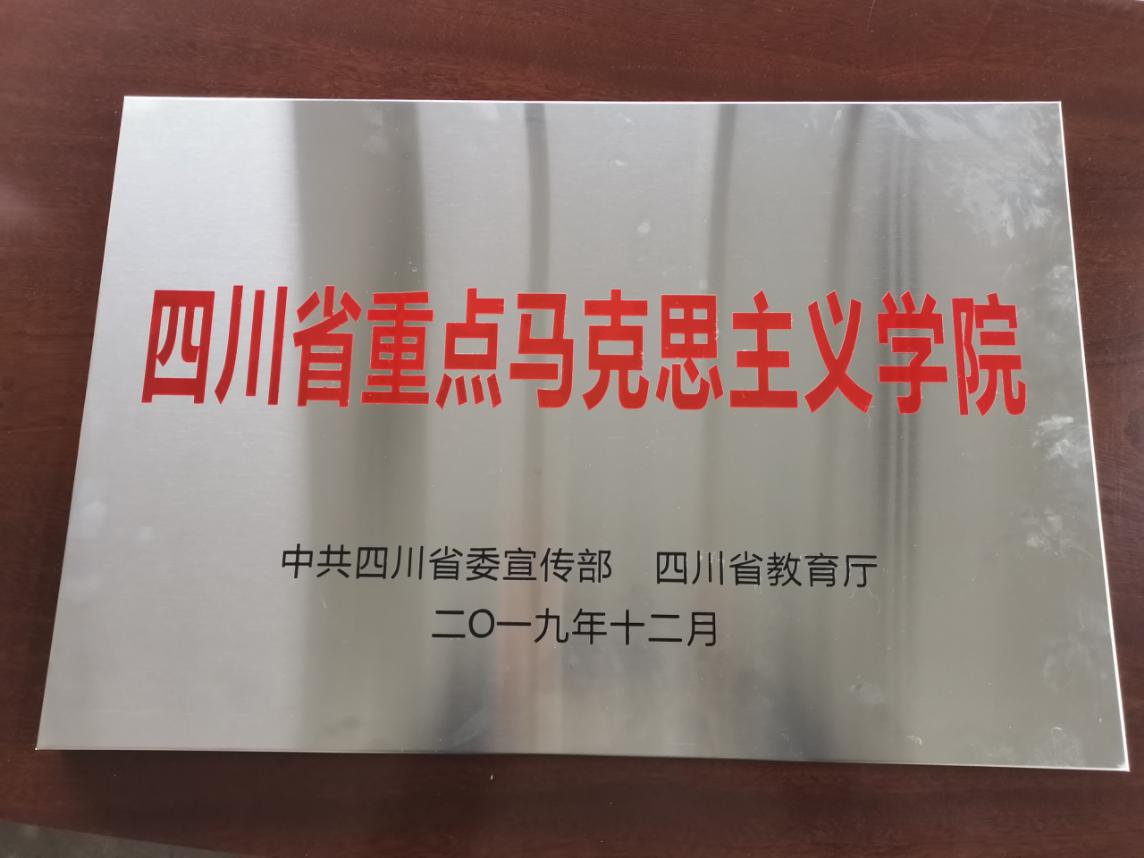 四川省重点马克思主义学院
中共四川省委宣传部 四川省教育厅
二〇一九年十二月